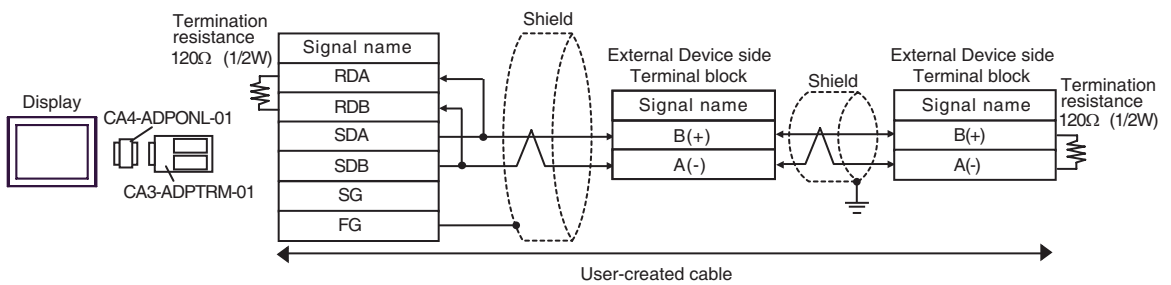 Display
CA4-ADPONL-01
CA3-ADPTRM-01
Termination
resistance
120Ω (1/2W)
Signal name
RDA
RDB
SDA
SDB
SG
FG
Shield
External Device side
Terminal block
Signal name
B(+)
A(-)
Shield
External Device side
Terminal block
Signal name
B(+)
A(-)
Termination
resistance
120Ω (1/2W)
User-created cable